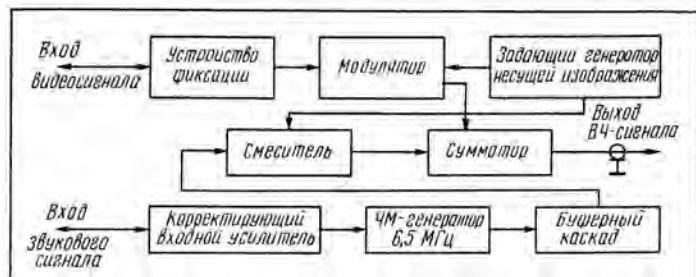 Вход
видеосигнала
Устройство
фиксации
Модулятор
Задающий генератор
несущей изображения
Выход
ВЧ-сигнала
Смеситель
Сумматор
Вход
звукового
сигнала
Корректирующий
входной усилитель
ЧМ-генератор
6,5 МГц
Буферный
каскад